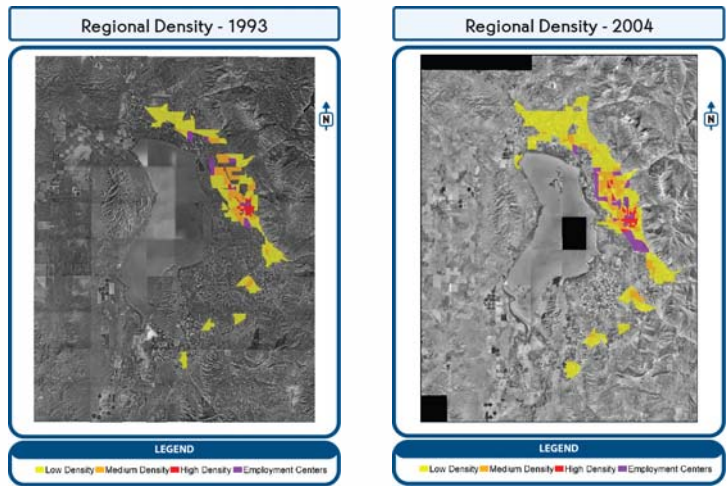 Regional Density - 1993
N
LEGEND
Low Density Medium Density High Density Employment Centers
Regional Density - 2004
N
LEGEND
Low Density Medium Density High Density Employment Centers